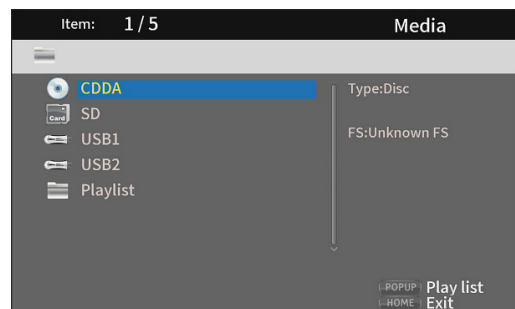 Item: 1/5 Media
CDDA
Type:Disc
Card SD
FS:Unknown FS
USB1
USB2
Playlist
POPUP Play list
HOME Exit